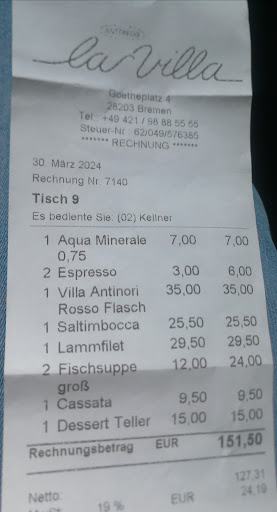 la Villa
Goetheplatz 4
28203 Bremen
Tel.: +49 421 / 98 88 55 55
Steuer-Nr.: 62/049/576385
******* RECHNUNG *******
30. März 2024
Rechnung Nr. 7140
Tisch 9
Es bediente Sie: (02) Kellner
1 Aqua Minerale 7,00 7,00
0,75
2 Espresso 3,00 6,00
1 Villa Antinori 35,00 35,00
Rosso Flasch
1 Saltimbocca 25,50 25,50
1 Lammfilet 29,50 29,50
2 Fischsuppe 12,00 24,00
groß
1 Cassata 9,50 9,50
1 Dessert Teller 15,00 15,00
Rechnungsbetrag EUR 151,50
Netto: 127,31
MwSt 19 % EUR 24,19